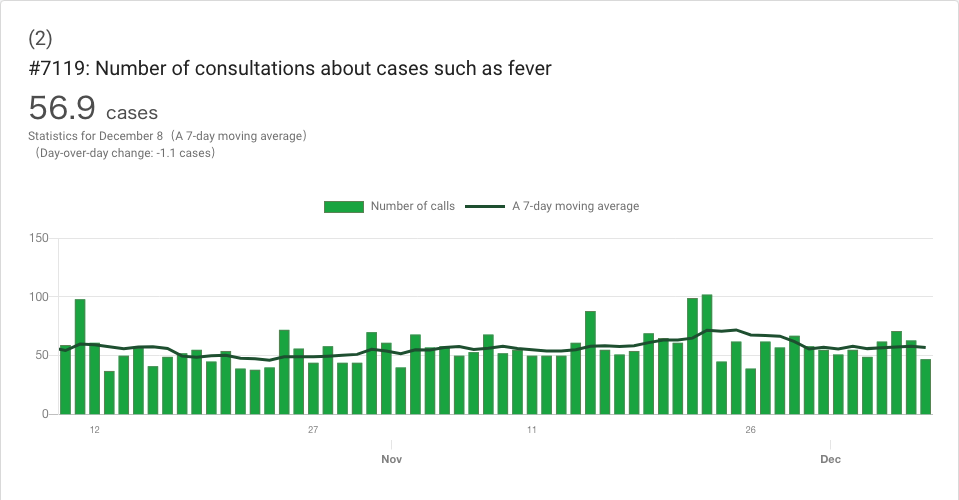 (2)
#7119: Number of consultations about cases such as fever
56.9 cases
Statistics for December 8（A 7-day moving average）
（Day-over-day change: -1.1 cases）
Number of calls A 7-day moving average
150
100
50
0
12 27 11 26
Nov Dec